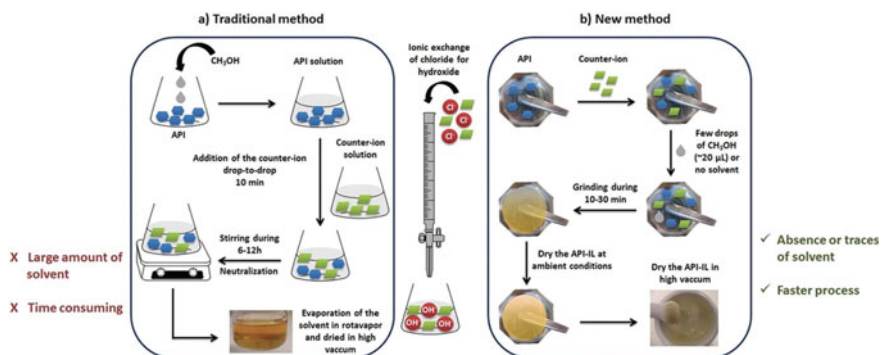 a) Traditional method
CH₃OH
API solution
API
Addition of the counter-ion
drop-to-drop
10 min
Counter-ion
solution
Stirring during
6-12h
Neutralization
Evaporation of the
solvent in rotavapor
and dried in high
vaccum
X Large amount of
solvent
X Time consuming
Ionic exchange
of chloride for
hydroxide
Cl
Cl
Cl
OH
OH
OH
b) New method
API
Counter-ion
Few drops
of CH₃OH
(~20 µL) or
no solvent
Grinding during
10-30 min
Dry the API-IL at
ambient conditions
Dry the API-IL in
high vaccum
✓ Absence or traces
of solvent
✓ Faster process